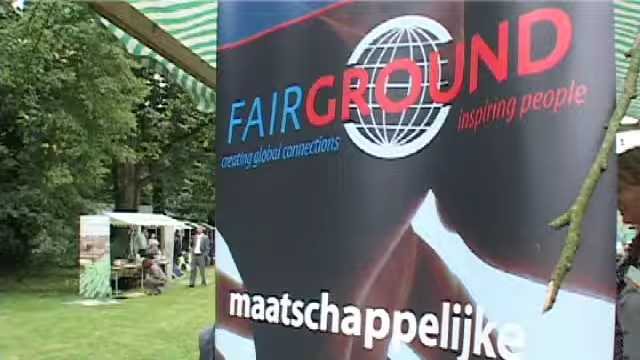 FAIRGROUND
creating global connections inspiring people
maatschappelijke